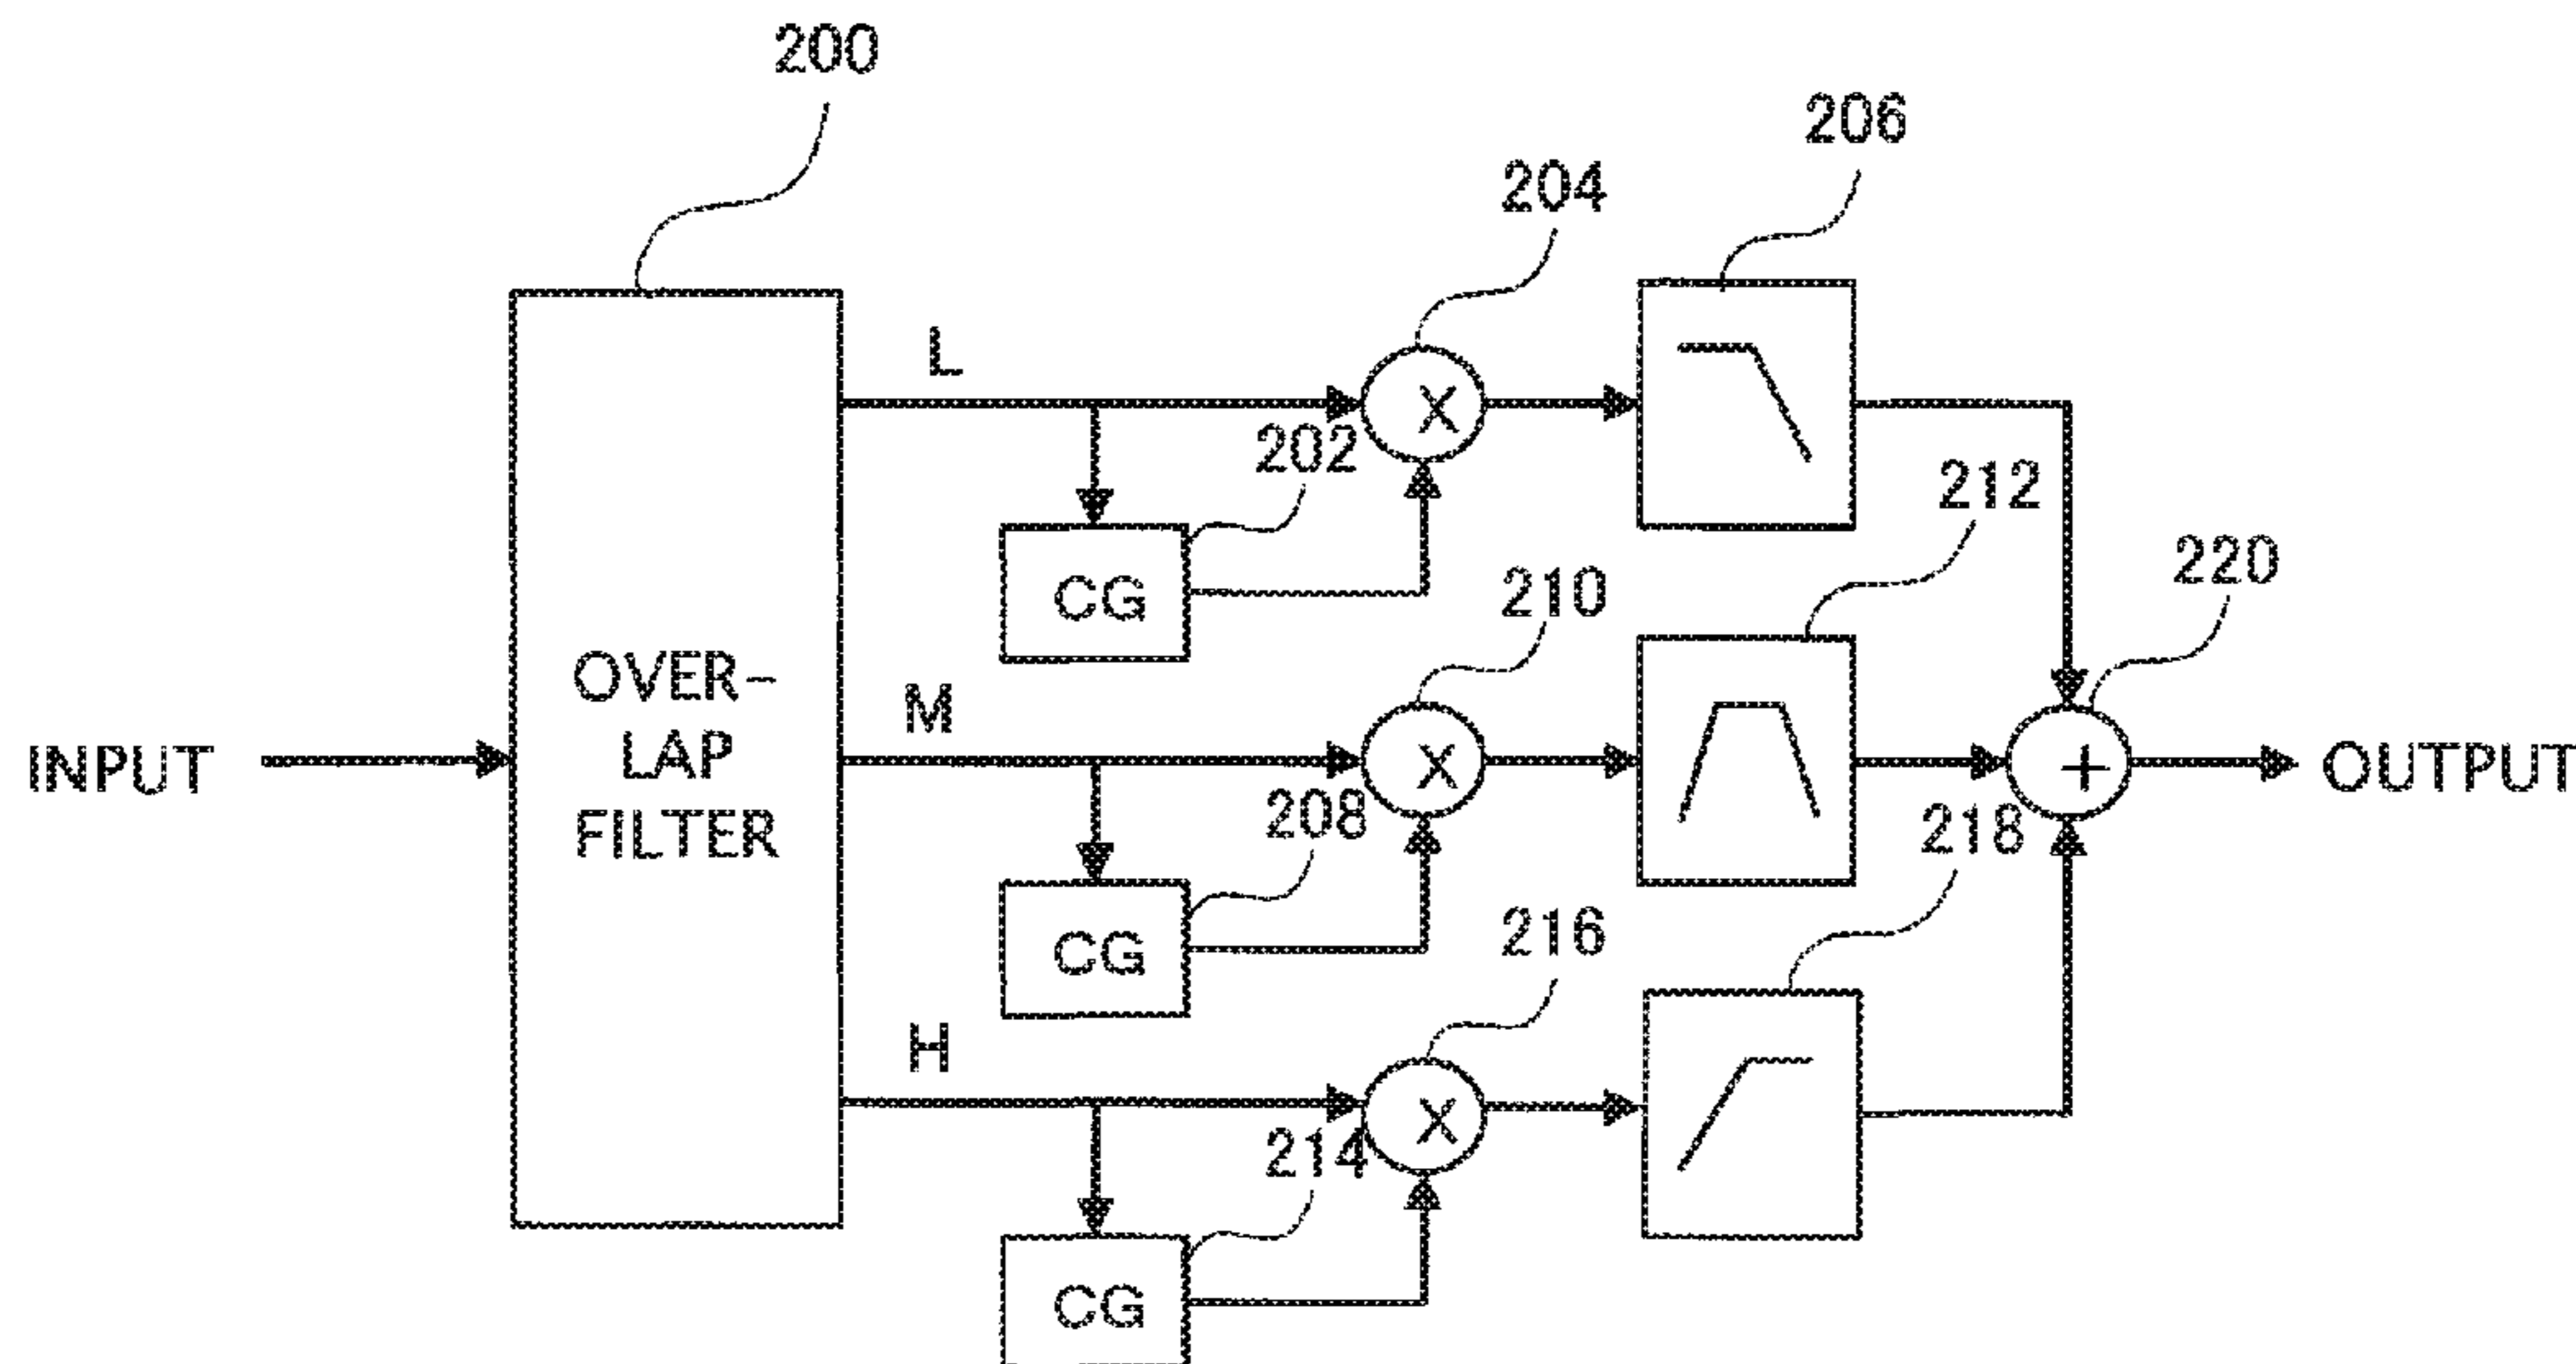 200
206
204
L
202
212
CG
210
220
OVER-
LAP
FILTER
M
INPUT
OUTPUT
208
218
CG
216
H
214
CG
X
X
X
+